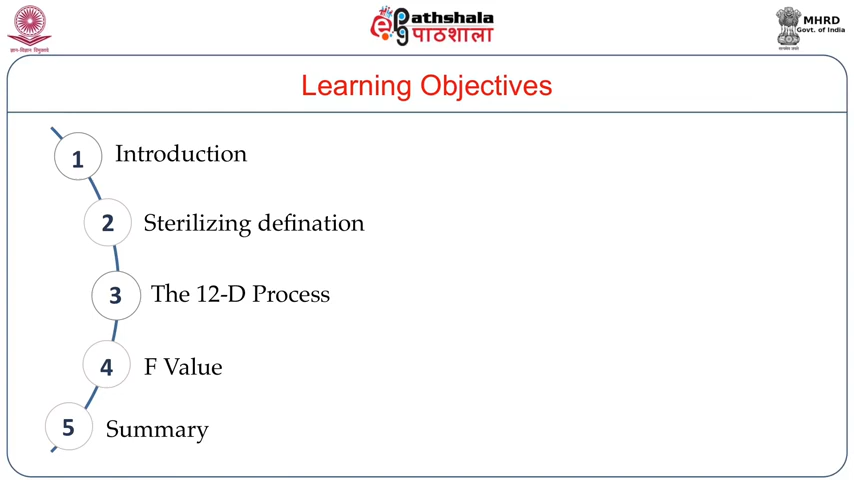 ePathshala
पाठशाला
MHRD
Govt. of India
Learning Objectives
1 Introduction
2 Sterilizing defination
3 The 12-D Process
4 F Value
5 Summary